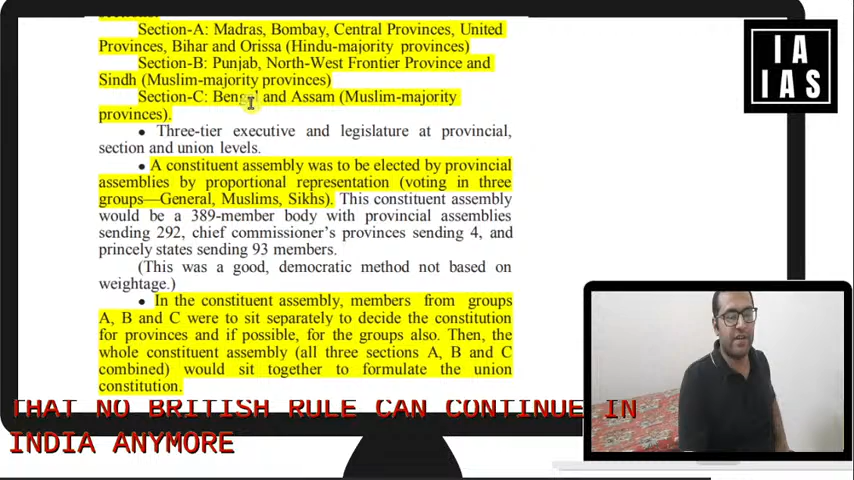 Section-A: Madras, Bombay, Central Provinces, United
Provinces, Bihar and Orissa (Hindu-majority provinces)
Section-B: Punjab, North-West Frontier Province and
Sindh (Muslim-majority provinces)
Section-C: Bengal and Assam (Muslim-majority
provinces).
• Three-tier executive and legislature at provincial,
section and union levels.
• A constituent assembly was to be elected by provincial
assemblies by proportional representation (voting in three
groups—General, Muslims, Sikhs). This constituent assembly
would be a 389-member body with provincial assemblies
sending 292, chief commissioner's provinces sending 4, and
princely states sending 93 members.
(This was a good, democratic method not based on
weightage.)
• In the constituent assembly, members from groups
A, B and C were to sit separately to decide the constitution
for provinces and if possible, for the groups also. Then, the
whole constituent assembly (all three sections A, B and C
combined) would sit together to formulate the union
constitution.
THAT NO BRITISH RULE CAN CONTINUE IN
INDIA ANYMORE
IA
IAS